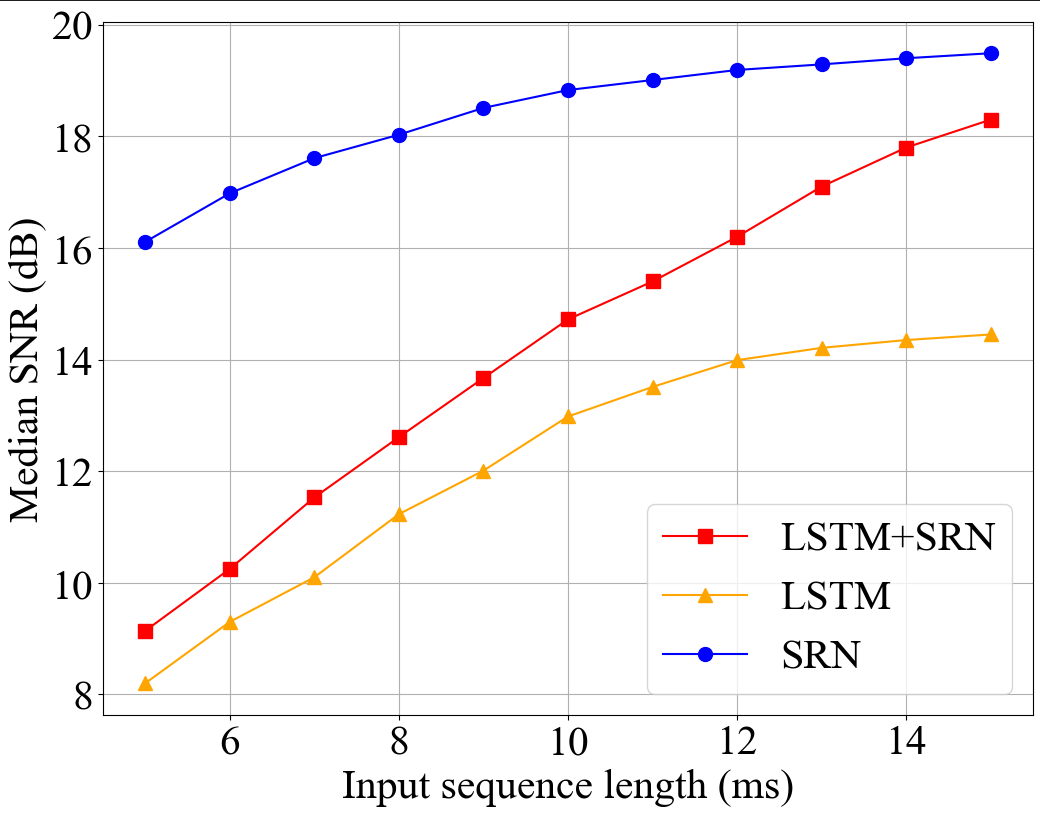 20
18
16
14
12
10
8
Median SNR (dB)
LSTM+SRN
LSTM
SRN
6 8 10 12 14
Input sequence length (ms)